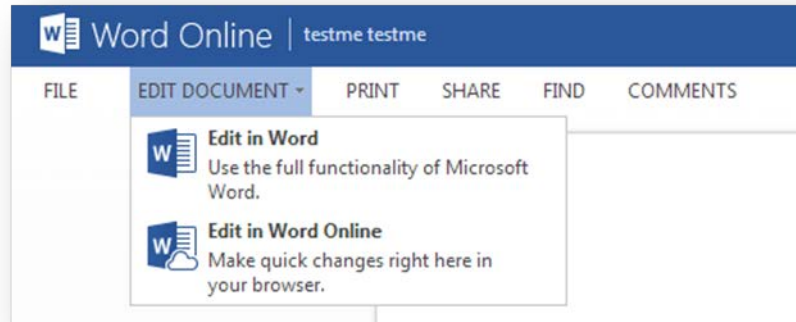 Word Online | testme testme
FILE EDIT DOCUMENT PRINT SHARE FIND COMMENTS
Edit in Word
Use the full functionality of Microsoft
Word.
Edit in Word Online
Make quick changes right here in
your browser.